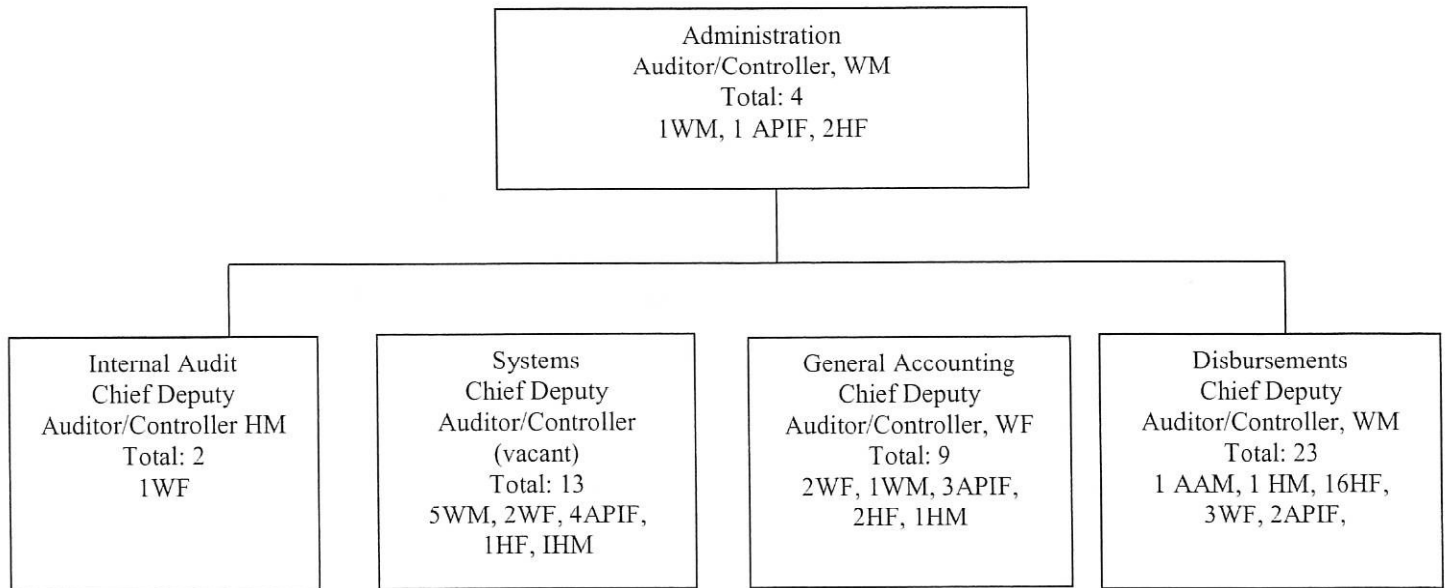 Administration
Auditor/Controller, WM
Total: 4
1WM, 1 APIF, 2HF
Internal Audit
Chief Deputy
Auditor/Controller HM
Total: 2
1WF
Systems
Chief Deputy
Auditor/Controller
(vacant)
Total: 13
5WM, 2WF, 4APIF,
1HF, IHM
General Accounting
Chief Deputy
Auditor/Controller, WF
Total: 9
2WF, 1WM, 3APIF,
2HF, 1HM
Disbursements
Chief Deputy
Auditor/Controller, WM
Total: 23
1 AAM, 1 HM, 16HF,
3WF, 2APIF,